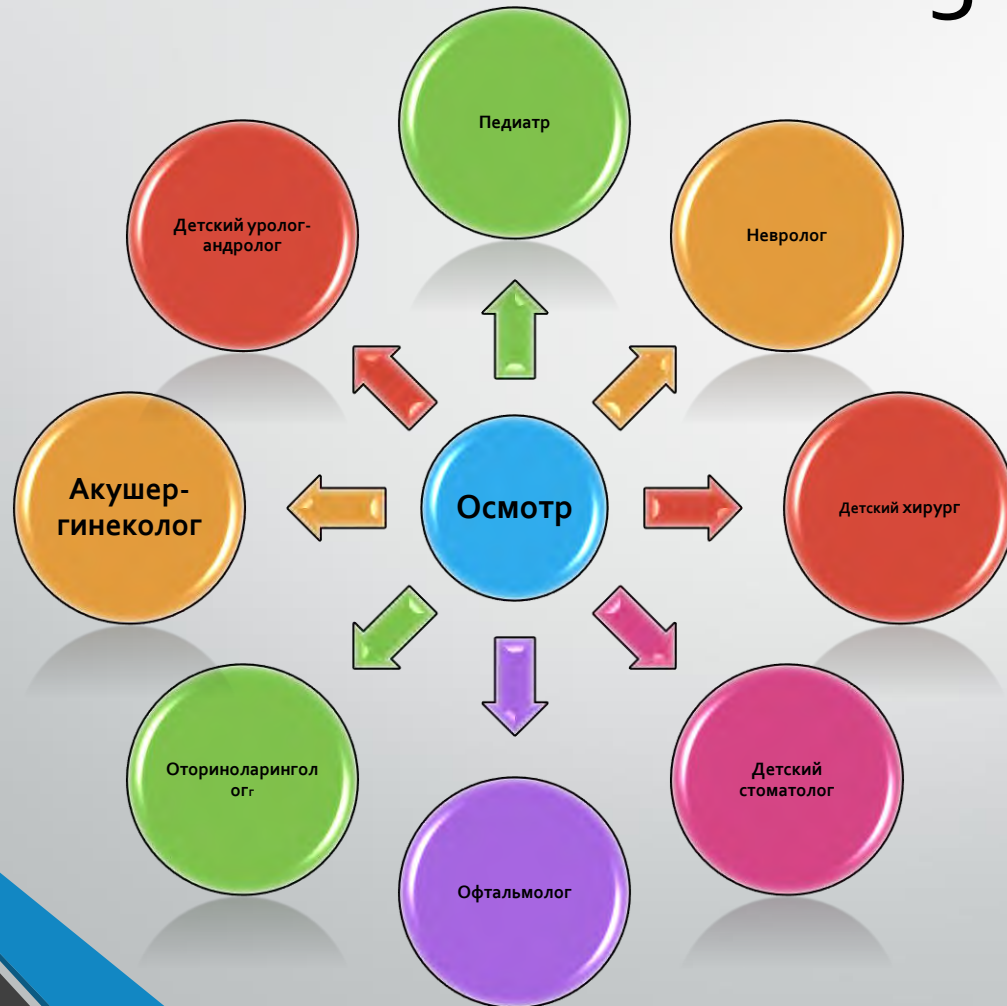 Педиатр
Детский уролог-
андролог
Невролог
Акушер-
гинеколог
Осмотр
Детский хирург
Оториноларингол
огг
Детский
стоматолог
Офтальмолог